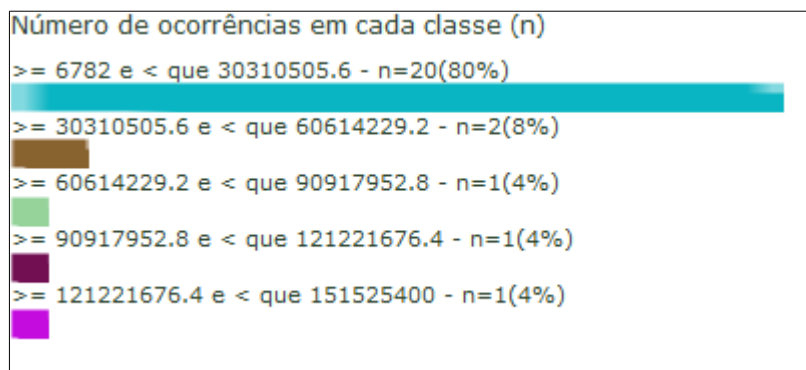 Número de ocorrências em cada classe (n)
>= 6782 e < que 30310505.6 - n=20(80%)
>= 30310505.6 e < que 60614229.2 - n=2(8%)
>= 60614229.2 e < que 90917952.8 - n=1(4%)
>= 90917952.8 e < que 121221676.4 - n=1(4%)
>= 121221676.4 e < que 151525400 - n=1(4%)